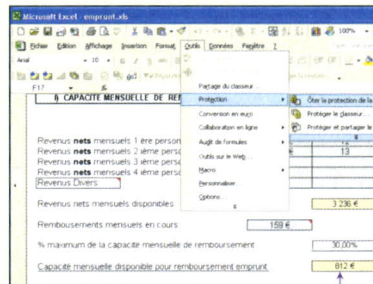 Microsoft Excel - emprunt.xls
Fichier Edition Affichage Insertion Format Outils Données Fenêtre ?
100%
Arial 10 G
F17
Partage du classeur...
Protection
Ôter la protection de la
Protéger le classeur...
Protéger et partager le
Conversion en euro
Collaboration en ligne
Audit de formules
Outils sur le Web...
Macro
Personnaliser...
Options...
I) CAPACITE MENSUELLE DE REM
Revenus nets mensuels 1 ère person
Revenus nets mensuels 2 ième perso
13
Revenus nets mensuels 3 ième perso
Revenus nets mensuels 4 ième perso
Revenus Divers
Revenus nets mensuels disponibles 3 236 €
Remboursements mensuels en cours 159 €
% maximum de la capacité mensuelle de remboursement 30,00%
Capacité mensuelle disponible pour remboursement emprunt 812 €